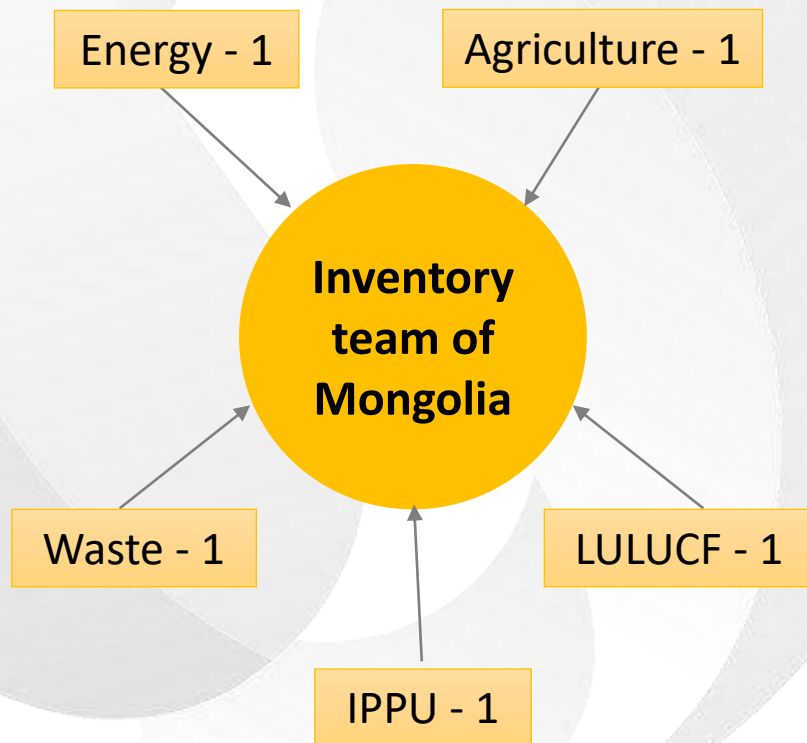 Energy - 1
Agriculture - 1
Inventory
team of
Mongolia
Waste - 1
LULUCF - 1
IPPU - 1